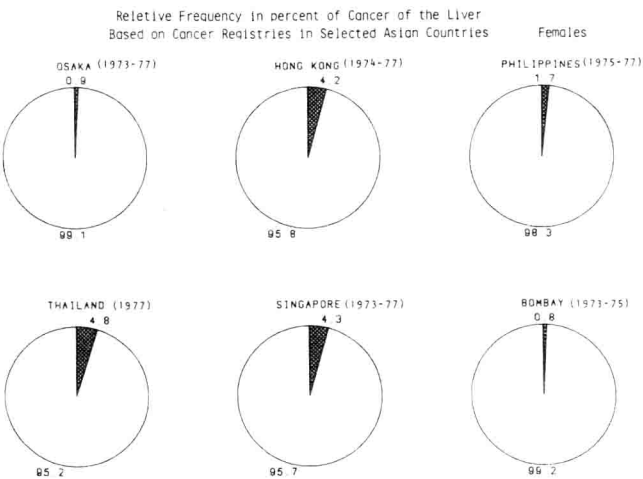 Reletive Frequency in percent of Cancer of the Liver
Based on Cancer Registries in Selected Asian Countries Females
OSAKA (1973-77)
0.9
99.1
HONG KONG (1974-77)
4.2
95.8
PHILIPPINES (1975-77)
1.7
98.3
THAILAND (1977)
4.8
95.2
SINGAPORE (1973-77)
4.3
95.7
BOMBAY (1973-75)
0.8
99.2